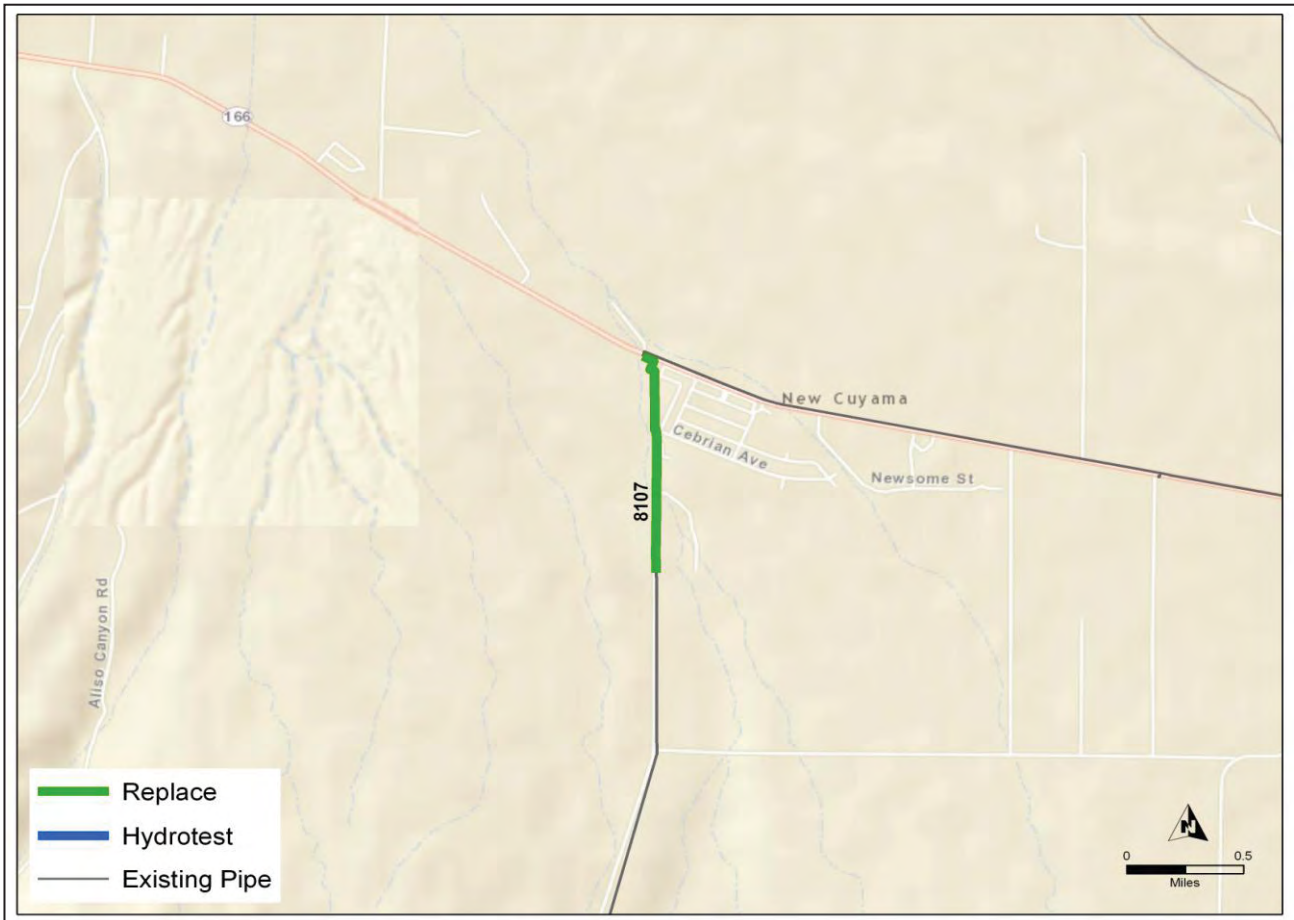 166
New Cuyama
Cebrian Ave
Newsome St
8107
Aliso Canyon Rd
Replace
Hydrotest
Existing Pipe
N
0 0.5
Miles